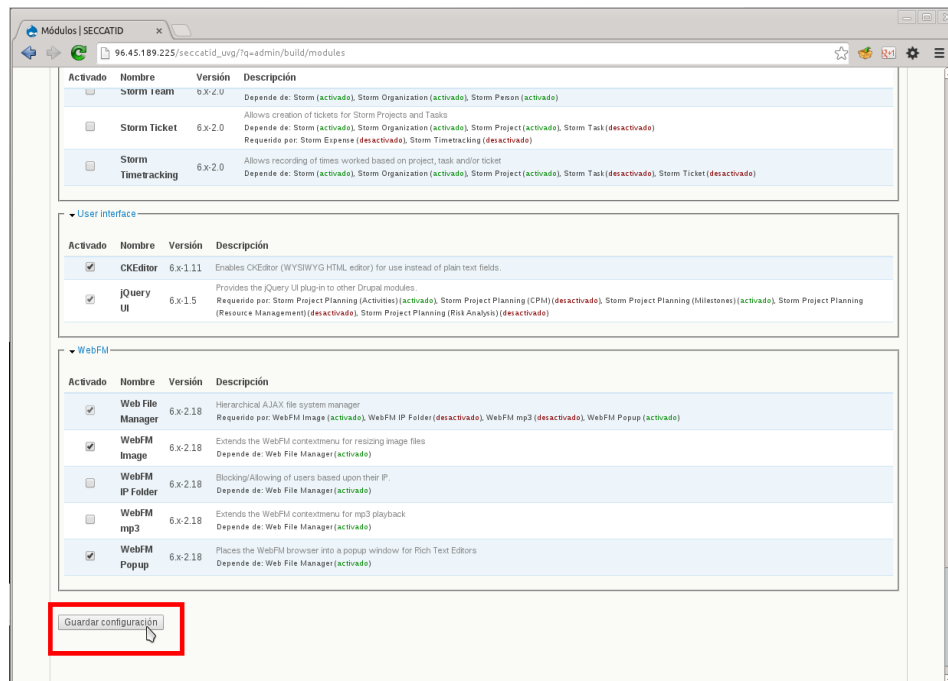 Módulos | SECCATID
96.45.189.225/seccatid_uvg/?q=admin/build/modules
Activado Nombre Versión Descripción
Storm Team 6.x-2.0 Depende de: Storm (activado), Storm Organization (activado), Storm Person (activado)
Allows creation of tickets for Storm Projects and Tasks
Storm Ticket 6.x-2.0 Depende de: Storm (activado), Storm Organization (activado), Storm Project (activado), Storm Task (desactivado)
Requerido por: Storm Expense (desactivado), Storm Timetracking (desactivado)
Storm
Timetracking
6.x-2.0
Allows recording of times worked based on project, task and/or ticket
Depende de: Storm (activado), Storm Organization (activado), Storm Project (activado), Storm Task (desactivado), Storm Ticket (desactivado)
User interface
Activado Nombre Versión Descripción
CKEditor 6.x-1.11 Enables CKEditor (WYSIWYG HTML editor) for use instead of plain text fields.
jQuery
UI
6.x-1.5
Provides the jQuery UI plug-in to other Drupal modules.
Requerido por: Storm Project Planning (Activities) (activado), Storm Project Planning (CPM) (desactivado), Storm Project Planning (Milestones) (activado), Storm Project Planning
(Resource Management) (desactivado), Storm Project Planning (Risk Analysis) (desactivado)
WebFM
Activado Nombre Versión Descripción
Web File
Manager
6.x-2.18
Hierarchical AJAX file system manager
Requerido por: WebFM Image (activado), WebFM IP Folder (desactivado), WebFM mp3 (desactivado), WebFM Popup (activado)
WebFM
Image
6.x-2.18
Extends the WebFM contextmenu for resizing image files
Depende de: Web File Manager (activado)
WebFM
IP Folder
6.x-2.18
Blocking/Allowing of users based upon their IP.
Depende de: Web File Manager (activado)
WebFM
mp3
6.x-2.18
Extends the WebFM contextmenu for mp3 playback
Depende de: Web File Manager (activado)
WebFM
Popup
6.x-2.18
Places the WebFM browser into a popup window for Rich Text Editors
Depende de: Web File Manager (activado)
Guardar configuración